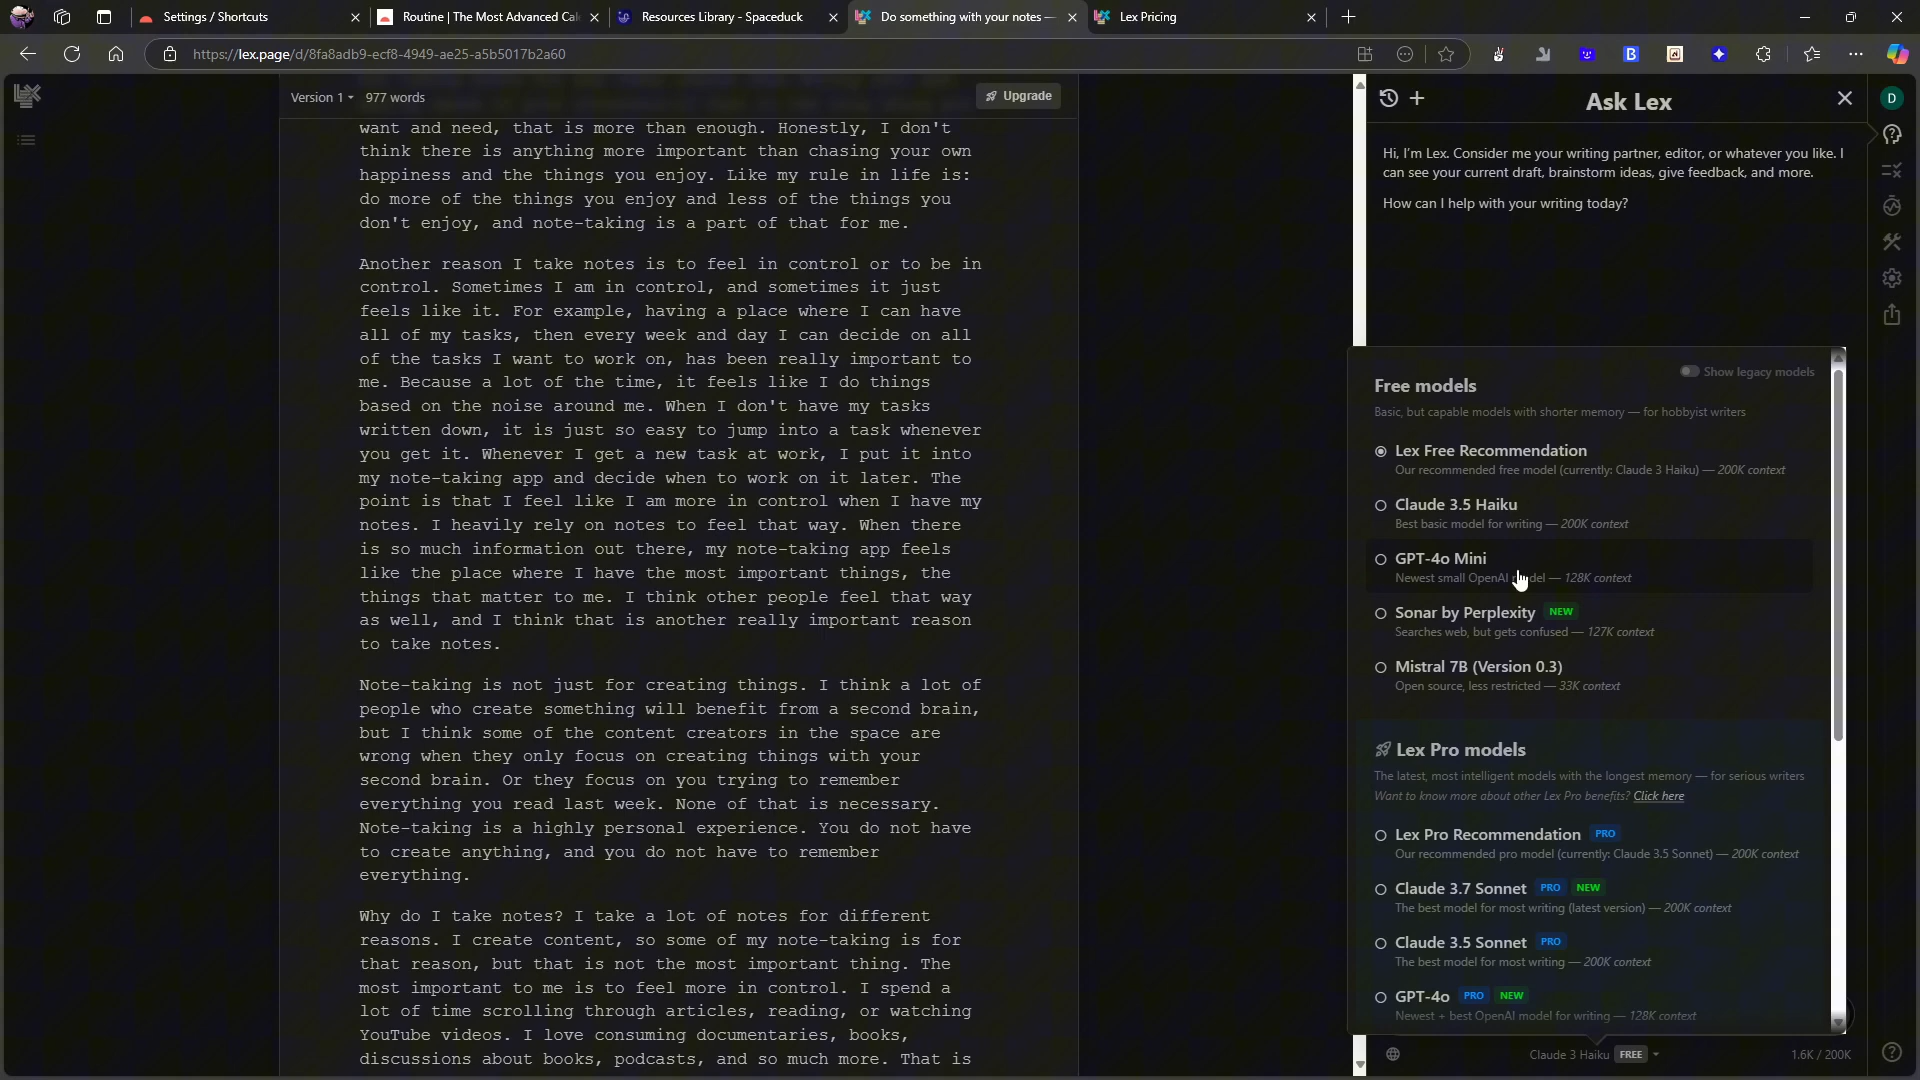 Settings / Shortcuts
Routine | The Most Advanced Ca
Resources Library - Spaceduck
Do something with your notes —
Lex Pricing
https://lex.page/d/8fa8adb9-ecf8-4949-ae25-a5b5017b2a60
Version 1
977 words
Upgrade
want and need, that is more than enough. Honestly, I don't
think there is anything more important than chasing your own
happiness and the things you enjoy. Like my rule in life is:
do more of the things you enjoy and less of the things you
don't enjoy, and note-taking is a part of that for me.
Another reason I take notes is to feel in control or to be in
control. Sometimes I am in control, and sometimes it just
feels like it. For example, having a place where I can have
all of my tasks, then every week and day I can decide on all
of the tasks I want to work on, has been really important to
me. Because a lot of the time, it feels like I do things
based on the noise around me. When I don't have my tasks
written down, it is just so easy to jump into a task whenever
you get it. Whenever I get a new task at work, I put it into
my note-taking app and decide when to work on it later. The
point is that I feel like I am more in control when I have my
notes. I heavily rely on notes to feel that way. When there
is so much information out there, my note-taking app feels
like the place where I have the most important things, the
things that matter to me. I think other people feel that way
as well, and I think that is another really important reason
to take notes.
Note-taking is not just for creating things. I think a lot of
people who create something will benefit from a second brain,
but I think some of the content creators in the space are
wrong when they only focus on creating things with your
second brain. Or they focus on you trying to remember
everything you read last week. None of that is necessary.
Note-taking is a highly personal experience. You do not have
to create anything, and you do not have to remember
everything.
Why do I take notes? I take a lot of notes for different
reasons. I create content, so some of my note-taking is for
that reason, but that is not the most important thing. The
most important to me is to feel more in control. I spend a
lot of time scrolling through articles, reading, or watching
YouTube videos. I love consuming documentaries, books,
discussions about books, podcasts, and so much more. That is
Ask Lex
D
Hi, I'm Lex. Consider me your writing partner, editor, or whatever you like. I
can see your current draft, brainstorm ideas, give feedback, and more.
How can I help with your writing today?
Show legacy models
Free models
Basic, but capable models with shorter memory — for hobbyist writers
Lex Free Recommendation
Our recommended free model (currently: Claude 3 Haiku) — 200K context
Claude 3.5 Haiku
Best basic model for writing — 200K context
GPT-4o Mini
Newest small OpenAI — 128K context
Sonar by Perplexity NEW
Searches web, but gets confused — 127K context
Mistral 7B (Version 0.3)
Open source, less restricted — 33K context
Lex Pro models
The latest, most intelligent models with the longest memory — for serious writers
Want to know more about other Lex Pro benefits? Click here
Lex Pro Recommendation PRO
Our recommended pro model (currently: Claude 3.5 Sonnet) — 200K context
Claude 3.7 Sonnet PRO NEW
The best model for most writing (latest version) — 200K context
Claude 3.5 Sonnet PRO
The best model for most writing — 200K context
GPT-4o PRO NEW
Newest + best OpenAI model for writing — 128K context
Claude 3 Haiku FREE
1.6K / 200K